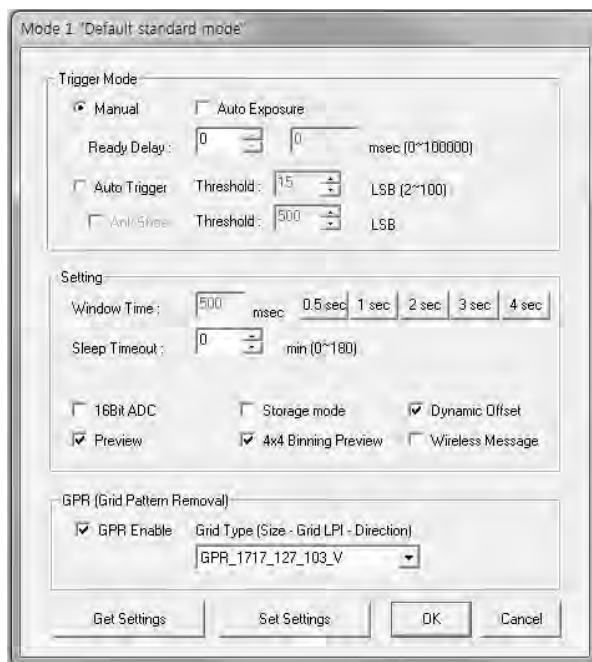 Mode 1 "Default standard mode"
Trigger Mode
Manual Auto Exposure
Ready Delay : 0 0 msec (0~100000)
Auto Trigger Threshold : 15 LSB (2~100)
Threshold : 500 LSB
Setting
Window Time : 500 msec 0.5 sec 1 sec 2 sec 3 sec 4 sec
Sleep Timeout : 0 min (0~180)
16Bit ADC Storage mode Dynamic Offset
Preview 4x4 Binning Preview Wireless Message
GPR (Grid Pattern Removal)
GPR Enable Grid Type (Size - Grid LPI - Direction)
GPR_1717_127_103_V
Get Settings Set Settings OK Cancel